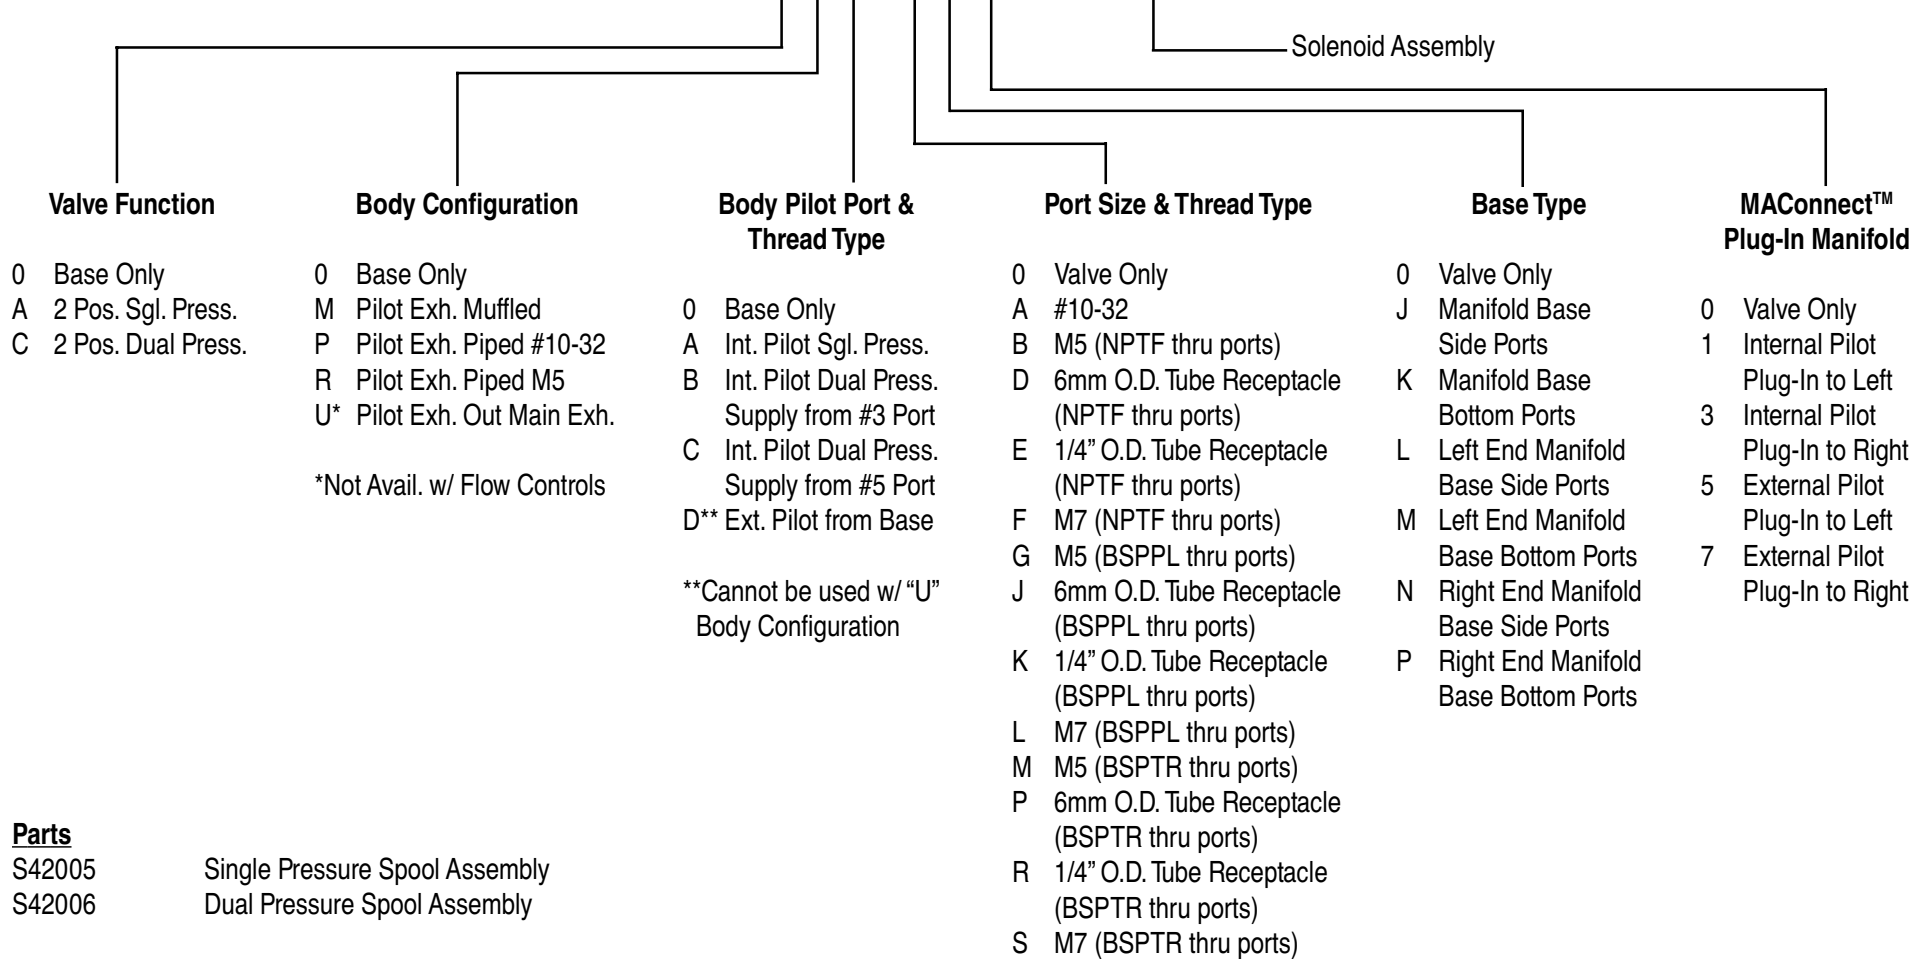 Solenoid Assembly
Valve Function
0 Base Only
A 2 Pos. Sgl. Press.
C 2 Pos. Dual Press.
Body Configuration
0 Base Only
M Pilot Exh. Muffled
P Pilot Exh. Piped #10-32
R Pilot Exh. Piped M5
U* Pilot Exh. Out Main Exh.
*Not Avail. w/ Flow Controls
Body Pilot Port &
Thread Type
0 Base Only
A Int. Pilot Sgl. Press.
B Int. Pilot Dual Press.
Supply from #3 Port
C Int. Pilot Dual Press.
Supply from #5 Port
D** Ext. Pilot from Base
**Cannot be used w/ “U”
Body Configuration
Port Size & Thread Type
0 Valve Only
A #10-32
B M5 (NPTF thru ports)
D 6mm O.D. Tube Receptacle
(NPTF thru ports)
E 1/4” O.D. Tube Receptacle
(NPTF thru ports)
F M7 (NPTF thru ports)
G M5 (BSPPL thru ports)
J 6mm O.D. Tube Receptacle
(BSPPL thru ports)
K 1/4” O.D. Tube Receptacle
(BSPPL thru ports)
L M7 (BSPPL thru ports)
M M5 (BSPTR thru ports)
P 6mm O.D. Tube Receptacle
(BSPTR thru ports)
R 1/4” O.D. Tube Receptacle
(BSPTR thru ports)
S M7 (BSPTR thru ports)
Base Type
0 Valve Only
J Manifold Base
Side Ports
K Manifold Base
Bottom Ports
L Left End Manifold
Base Side Ports
M Left End Manifold
Base Bottom Ports
N Right End Manifold
Base Side Ports
P Right End Manifold
Base Bottom Ports
MAConnect™
Plug-In Manifold
0 Valve Only
1 Internal Pilot
Plug-In to Left
3 Internal Pilot
Plug-In to Right
5 External Pilot
Plug-In to Left
7 External Pilot
Plug-In to Right
Parts
S42005 Single Pressure Spool Assembly
S42006 Dual Pressure Spool Assembly